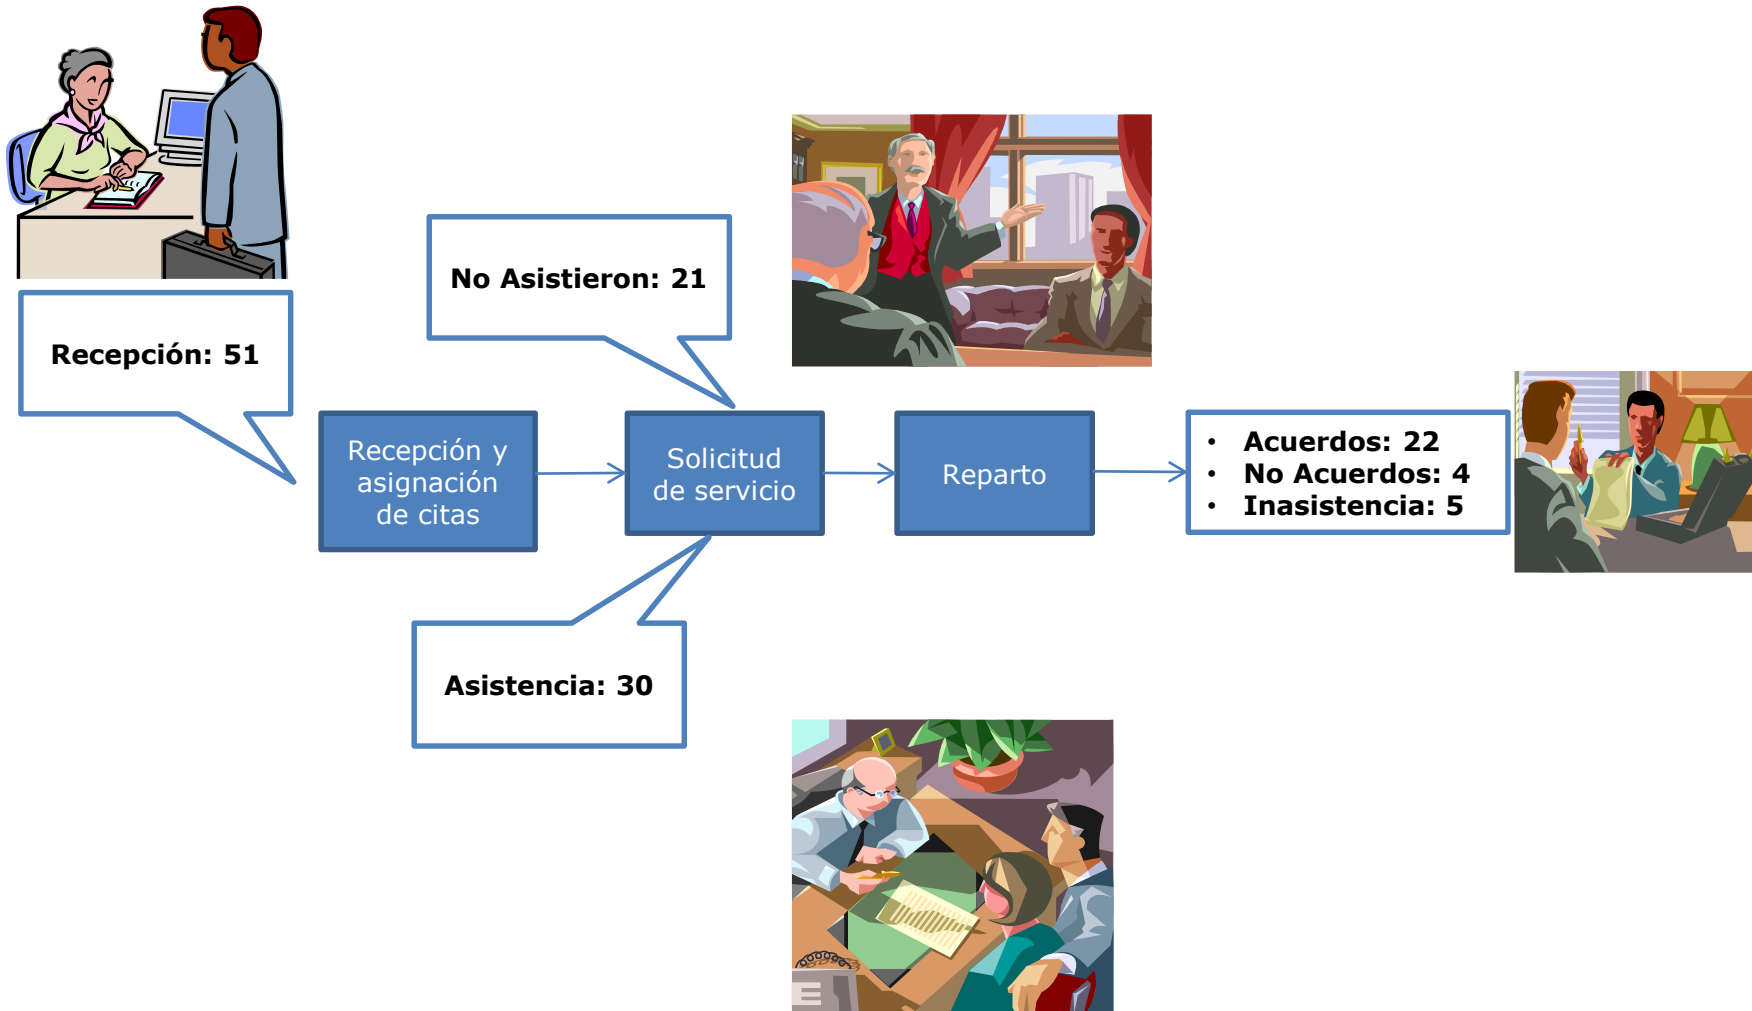 No Asistieron: 21
Recepción: 51
Recepción y
asignación
de citas
Solicitud
de servicio
Reparto
• Acuerdos: 22
• No Acuerdos: 4
• Inasistencia: 5
Asistencia: 30